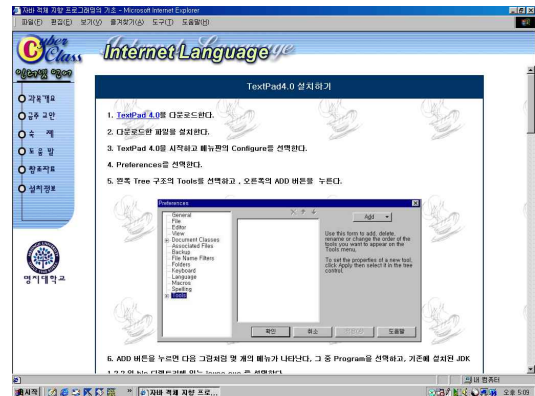 자바 객체 지향 프로그래밍의 기초 - Microsoft Internet Explorer
파일(F) 편집(E) 보기(V) 즐겨찾기(A) 도구(T) 도움말(H)
Cyber Class
Internet Language
인터넷 언어
과목개요
금주 교안
숙 제
도 움 말
참조자료
설치정보
명지대학교
TextPad4.0 설치하기
1. TextPad 4.0를 다운로드한다.
2. 다운로드한 파일을 설치한다.
3. TextPad 4.0을 시작하고 메뉴판의 Configure를 선택한다.
4. Preferences를 선택한다.
5. 왼쪽 Tree 구조의 Tools를 선택하고 , 오른쪽의 ADD 버튼을 누른다.
Preferences
General
File
Editor
View
Document Classes
Associated Files
Backup
File Name Filters
Folders
Keyboard
Language
Macros
Spelling
Tools
Add
Use this form to add, delete,
rename or change the order of the
tools you want to appear on the
Tools menu.
To set the properties of a new tool,
click Apply then select it in the tree
control.
확인 취소 도움말
6. ADD 버튼을 누르면 다음 그림처럼 몇 개의 메뉴가 나타난다. 그 중 Program을 선택하고, 기존에 설치된 JDK
내 컴퓨터
시작
자바 객체 지향 프로...
오후 5:09